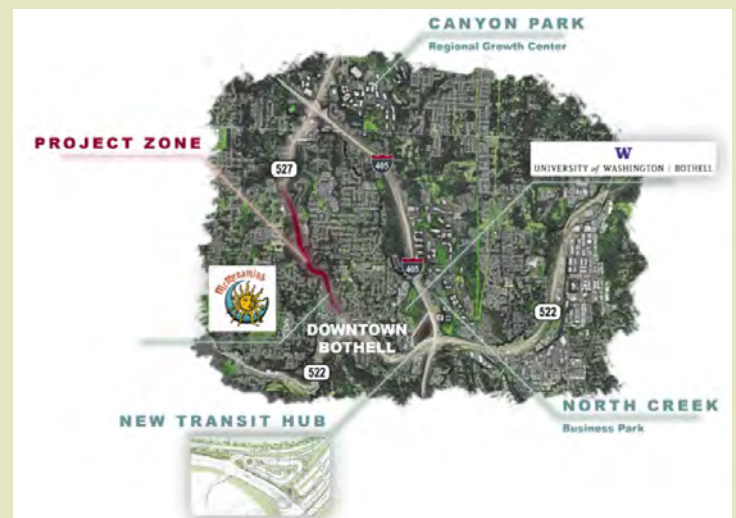 CANYON PARK
Regional Growth Center
PROJECT ZONE
527
405
W
UNIVERSITY of WASHINGTON | BOTHELL
McMenamins
405
522
DOWNTOWN
BOTHELL
522
NEW TRANSIT HUB
NORTH CREEK
Business Park